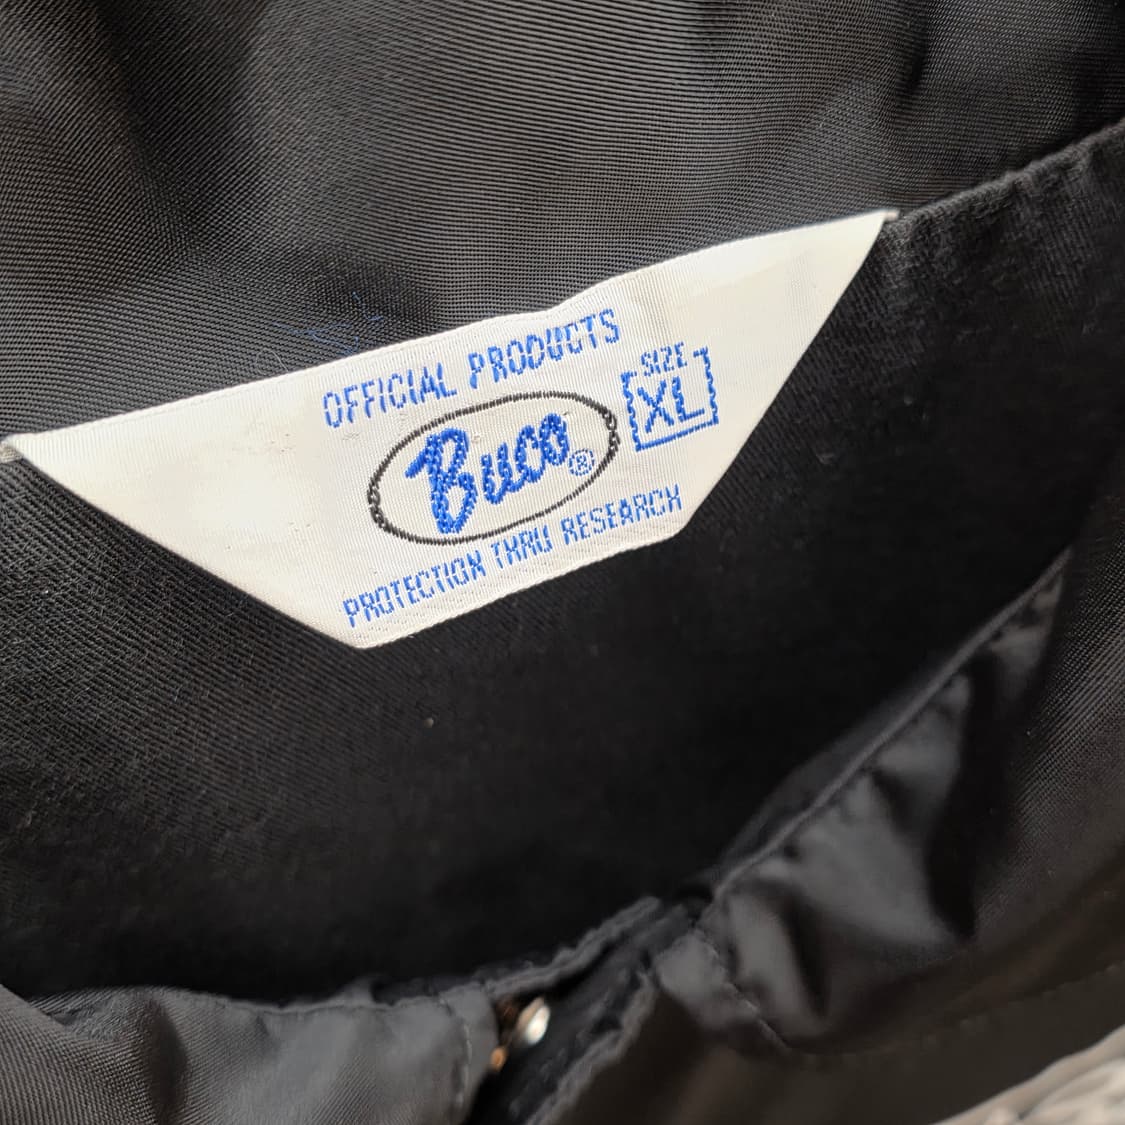 OFFICIAL PRODUCTS
Buco®
SIZE
XL
PROTECTION THRU RESEARCH